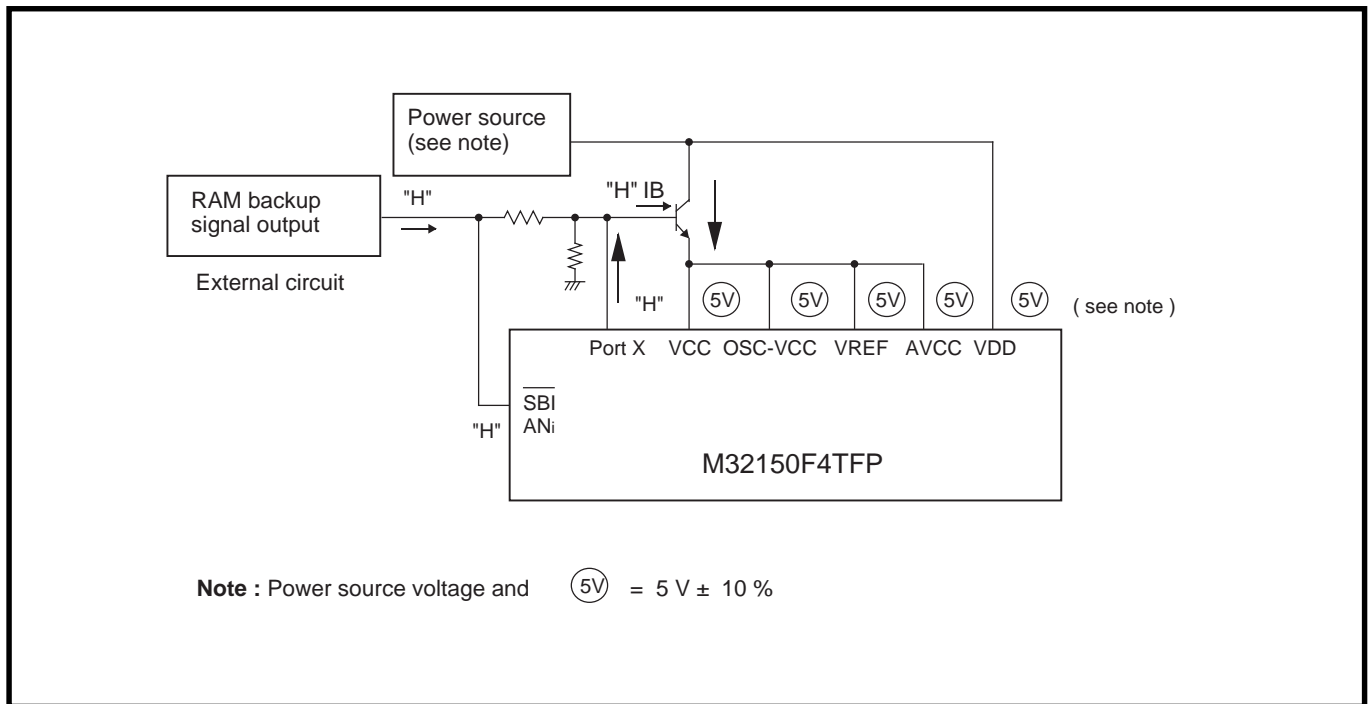 Power source
(see note)
RAM backup
signal output
"H"
"H" IB
External circuit
"H"
5V 5V 5V 5V 5V ( see note )
Port X VCC OSC-VCC VREF AVCC VDD
SBI
"H" ANi
M32150F4TFP
Note : Power source voltage and 5V = 5 V ± 10 %